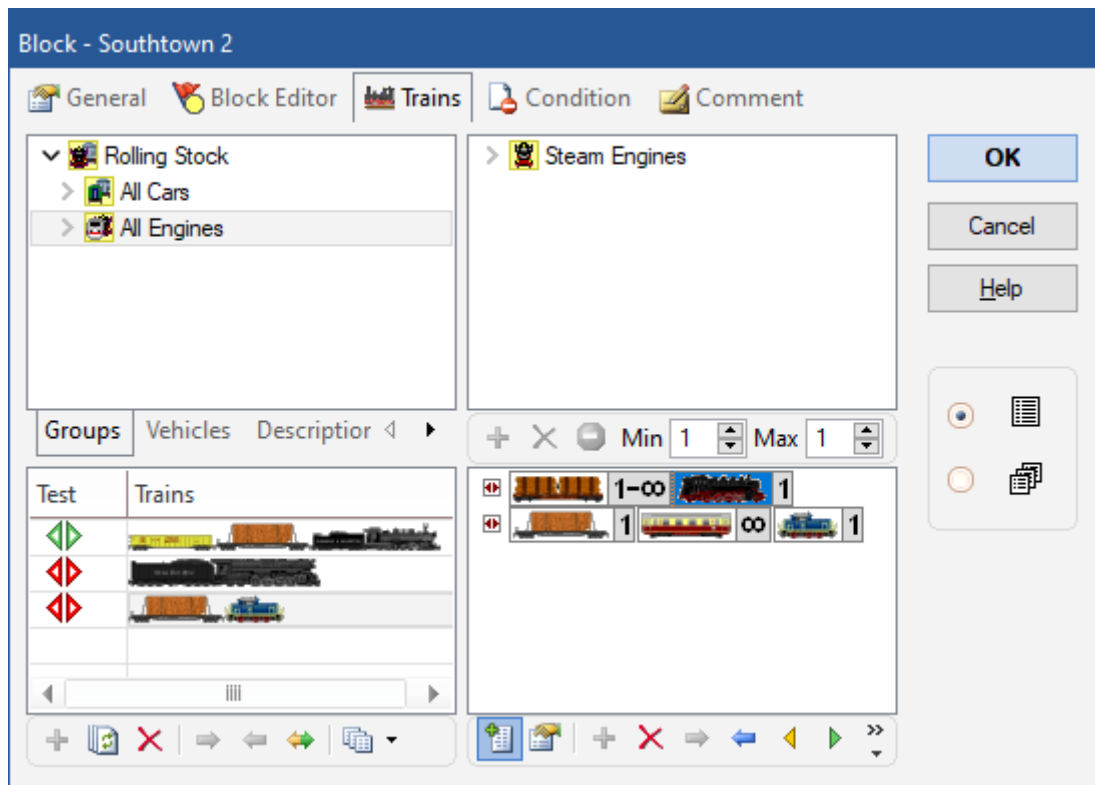 Block - Southtown 2
General Block Editor Trains Condition Comment
Rolling Stock
All Cars
All Engines
Steam Engines
OK
Cancel
Help
Groups Vehicles Descriptior
Min 1 Max 1
Test Trains
1-∞ 1
1 ∞ 1